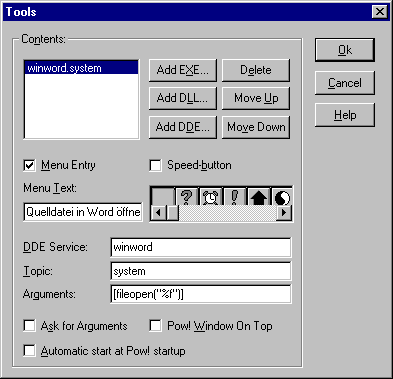 Tools
Contents:
winword.system
Add EXE...
Delete
Add DLL...
Move Up
Add DDE...
Move Down
Ok
Cancel
Help
Menu Entry
Speed-button
Menu Text:
Quelldatei in Word öffne
DDE Service:
winword
Topic:
system
Arguments:
[fileopen("%f")]
Ask for Arguments
Pow! Window On Top
Automatic start at Pow! startup